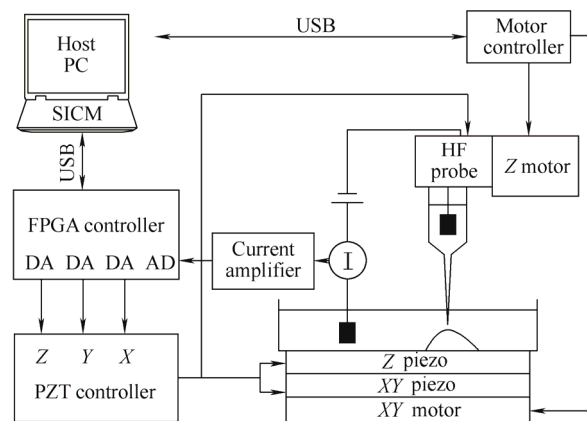 Host
PC
SICM
USB
Motor
controller
USB
HF
probe
Z motor
FPGA controller
DA DA DA AD
Current
amplifier
I
Z Y X
PZT controller
Z piezo
XY piezo
XY motor